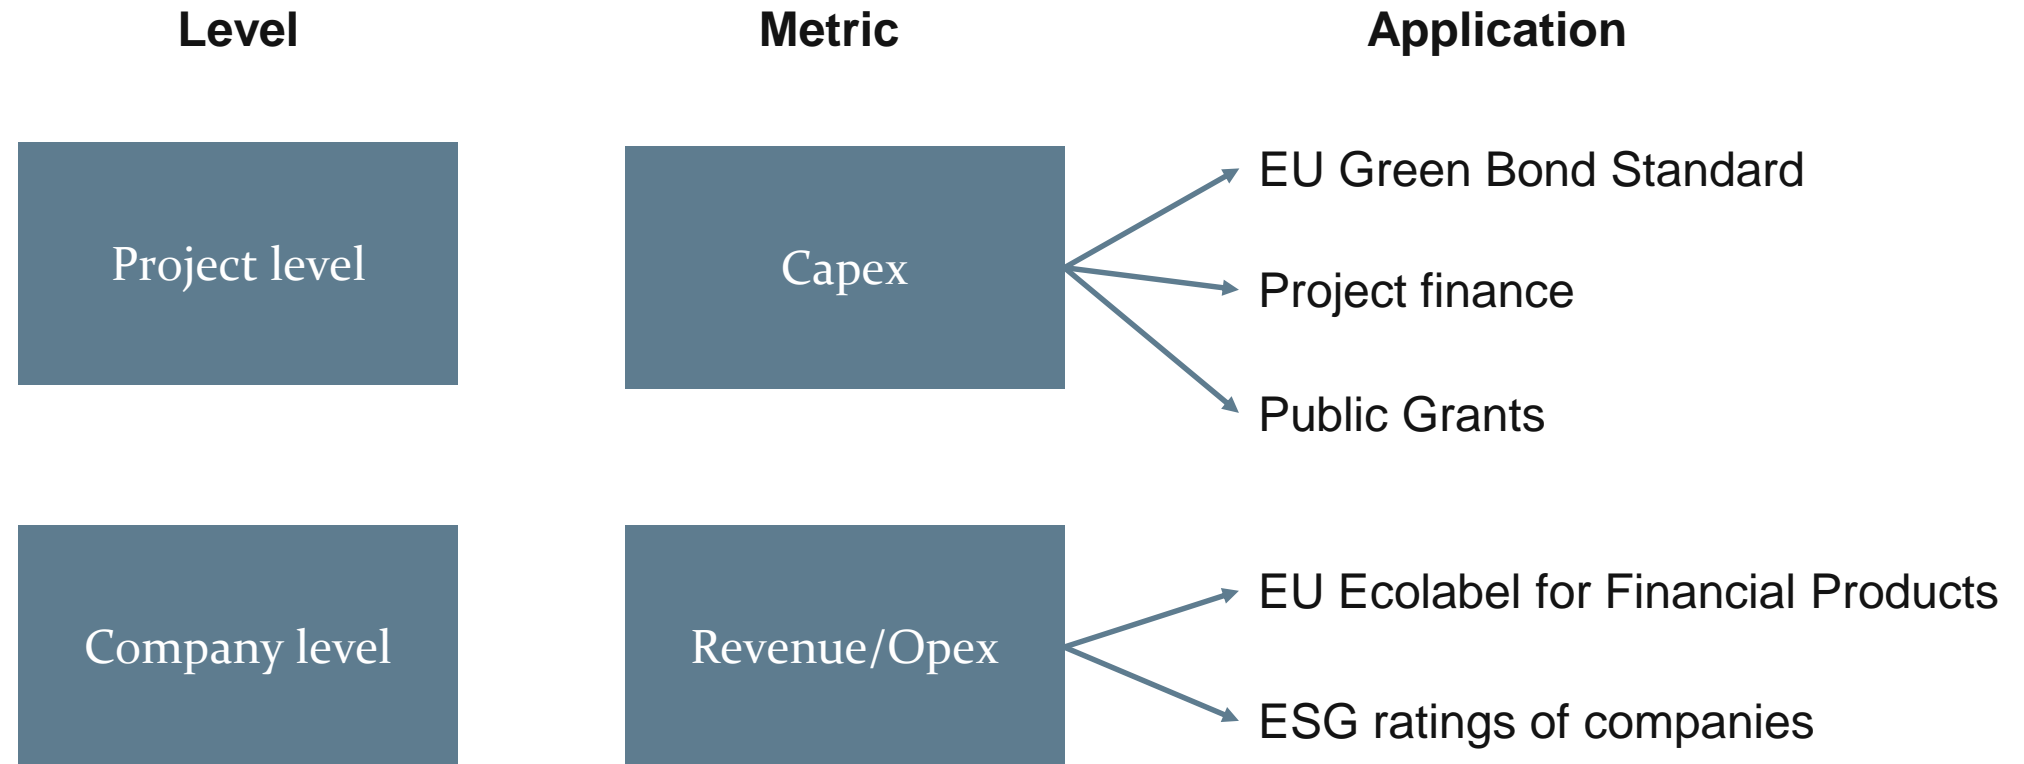 Level
Metric
Application
Project level
Capex
EU Green Bond Standard
Project finance
Public Grants
Company level
Revenue/Opex
EU Ecolabel for Financial Products
ESG ratings of companies